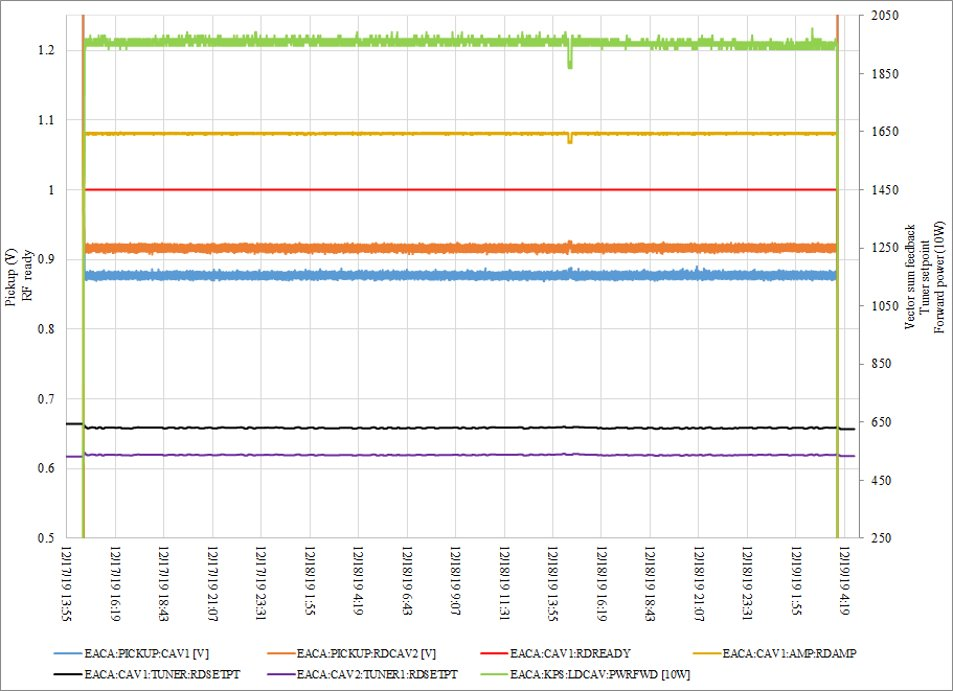 1.2
1.1
1
0.9
0.8
0.7
0.6
0.5
Pickup (V)
RF ready
2050
1850
1650
1450
1250
1050
850
650
450
250
Vector sum feedback
Tuner setpoint
Forward power(10W)
12/17/19 13:55
12/17/19 16:19
12/17/19 18:43
12/17/19 21:07
12/17/19 23:31
12/18/19 1:55
12/18/19 4:19
12/18/19 6:43
12/18/19 9:07
12/18/19 11:31
12/18/19 13:55
12/18/19 16:19
12/18/19 18:43
12/18/19 21:07
12/18/19 23:31
12/19/19 1:55
12/19/19 4:19
EACA:PICKUP:CAV1 [V]
EACA:PICKUP:RDCAV2 [V]
EACA:CAV1:RDREADY
EACA:CAV1:AMP:RDAMP
EACA:CAV1:TUNER:RDSETPT
EACA:CAV2:TUNER1:RDSETPT
EACA:KPS:LDCAV:PWRFWD [10W]